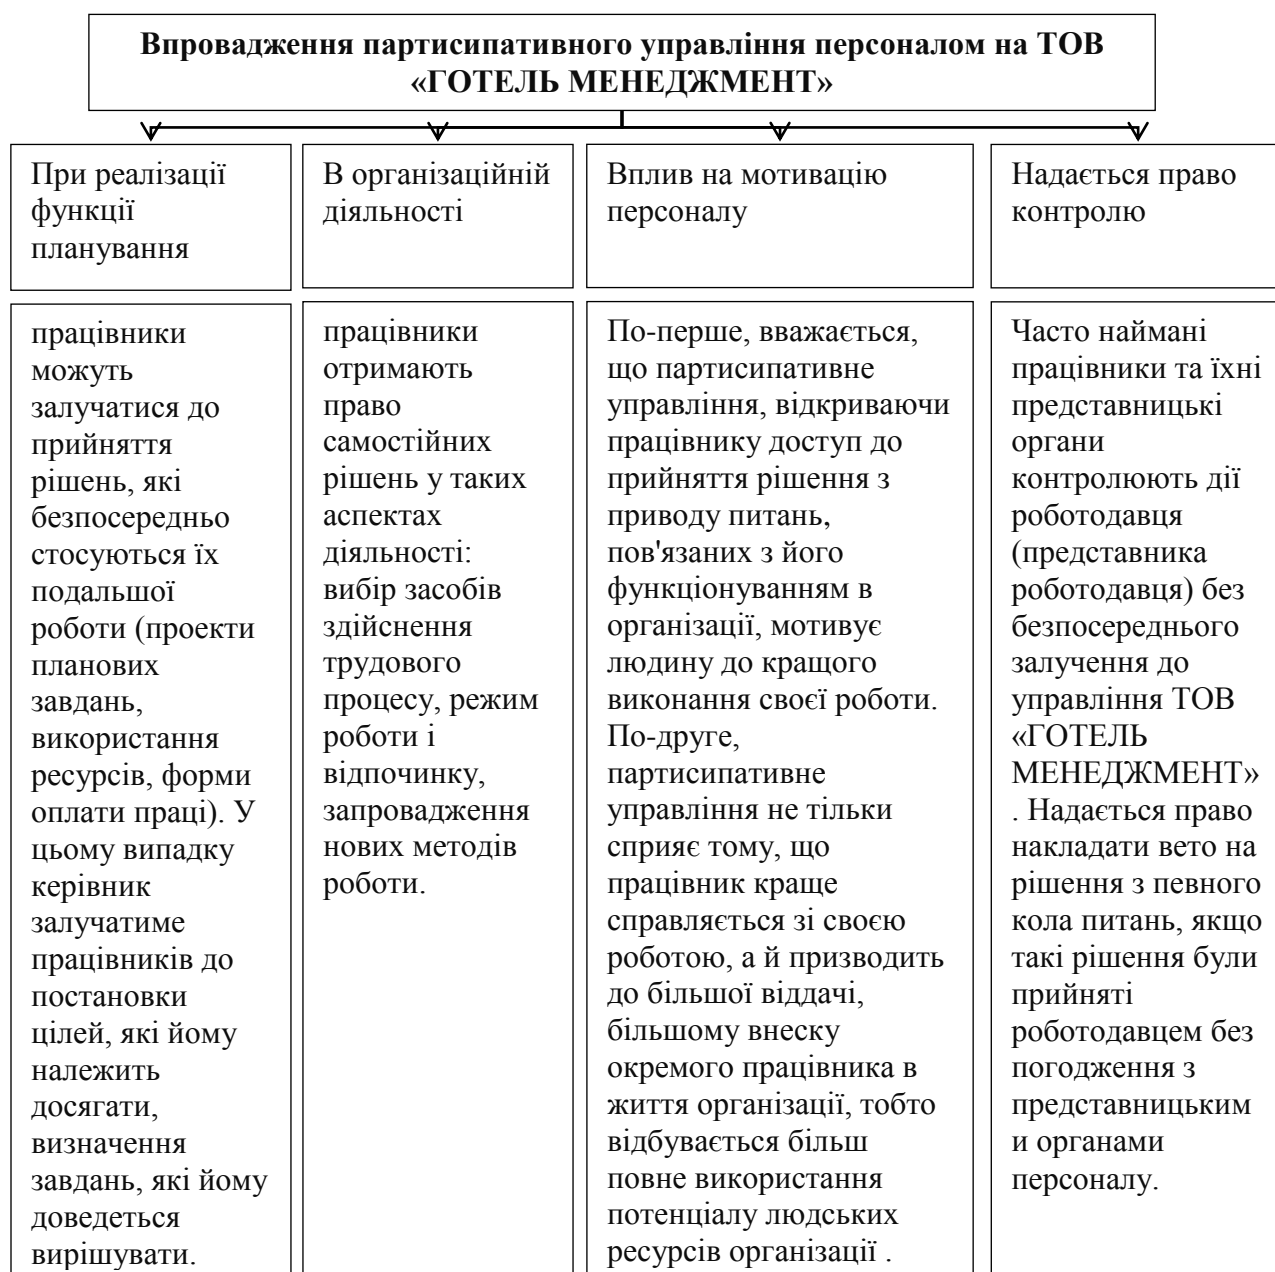 Впровадження партисипативного управління персоналом на ТОВ
«ГОТЕЛЬ МЕНЕДЖМЕНТ»
При реалізації
функції
планування
В організаційній
діяльності
Вплив на мотивацію
персоналу
Надається право
контролю
працівники
можуть
залучатися до
прийняття
рішень, які
безпосередньо
стосуються їх
подальшої
роботи (проекти
планових
завдань,
використання
ресурсів, форми
оплати праці). У
цьому випадку
керівник
залучатиме
працівників до
постановки
цілей, які йому
належить
досягати,
визначення
завдань, які йому
доведеться
вирішувати.
працівники
отримають
право
самостійних
рішень у таких
аспектах
діяльності:
вибір засобів
здійснення
трудового
процесу, режим
роботи і
відпочинку,
запровадження
нових методів
роботи.
По-перше, вважається,
що партисипативне
управління, відкриваючи
працівнику доступ до
прийняття рішення з
приводу питань,
пов'язаних з його
функціонуванням в
організації, мотивує
людину до кращого
виконання своєї роботи.
По-друге,
партисипативне
управління не тільки
сприяє тому, що
працівник краще
справляється зі своєю
роботою, а й призводить
до більшої віддачі,
більшому внеску
окремого працівника в
життя організації, тобто
відбувається більш
повне використання
потенціалу людських
ресурсів організації .
Часто наймані
працівники та їхні
представницькі
органи
контролюють дії
роботодавця
(представника
роботодавця) без
безпосереднього
залучення до
управління ТОВ
«ГОТЕЛЬ
МЕНЕДЖМЕНТ»
. Надається право
накладати вето на
рішення з певного
кола питань, якщо
такі рішення були
прийняті
роботодавцем без
погодження з
представницьким
и органами
персоналу.